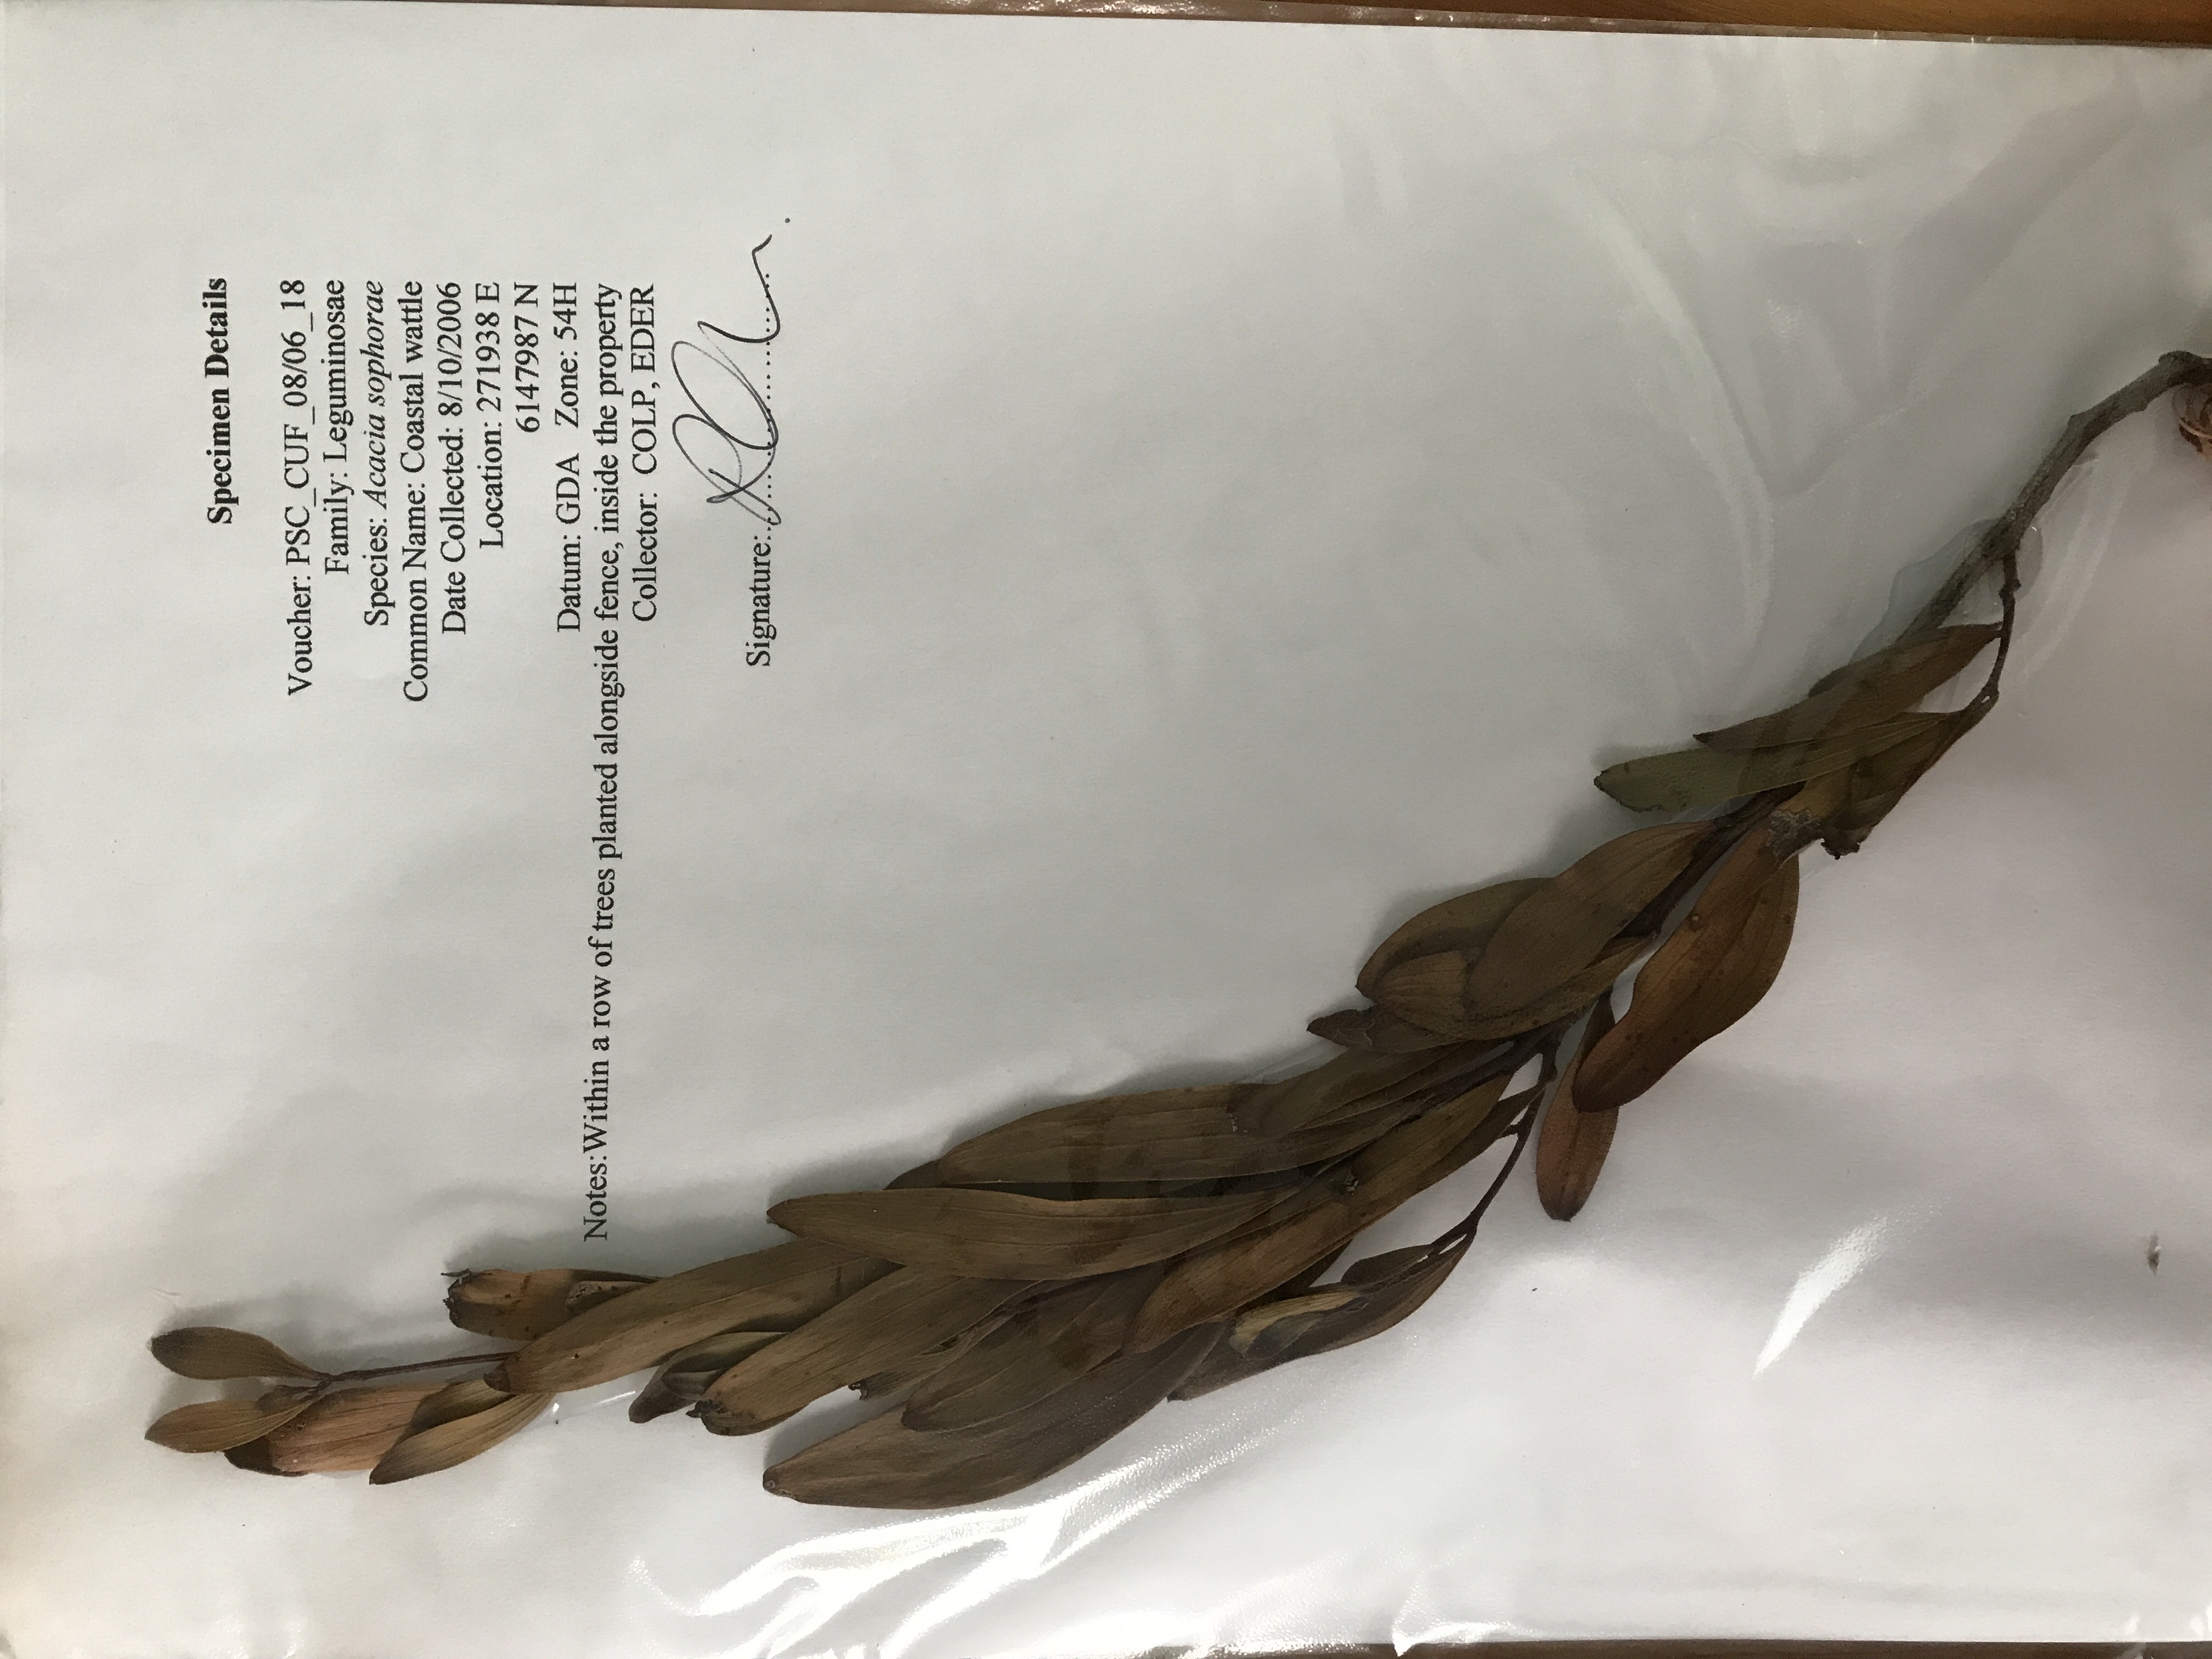 Specimen Details
Voucher: PSC_CUF_08/06_18
Family: Leguminosae
Species: Acacia sophorae
Common Name: Coastal wattle
Date Collected: 8/10/2006
Location: 271938 E
6147987 N
Datum: GDA Zone: 54H
Notes:Within a row of trees planted alongside fence, inside the property
Collector: COLP, EDER
Signature:......................